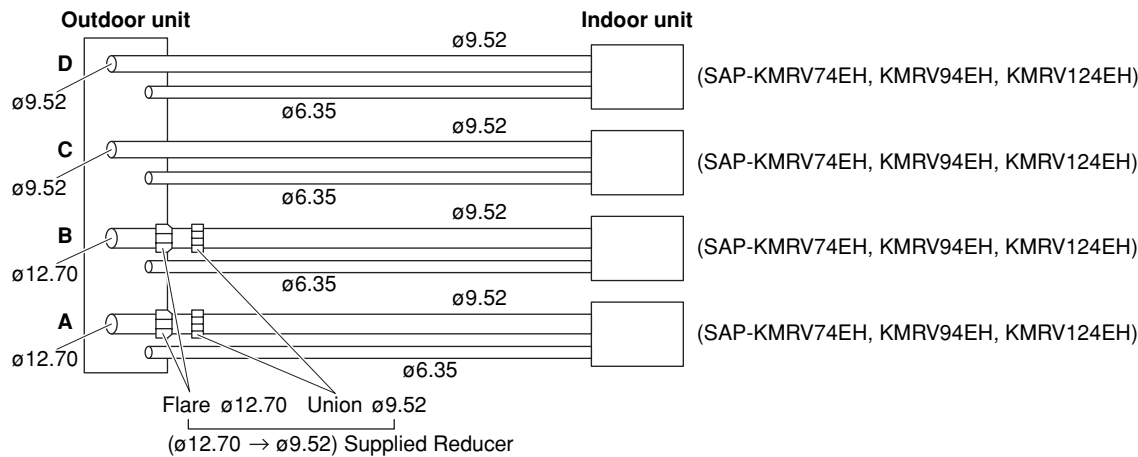 Outdoor unit
Indoor unit
D
ø9.52
ø9.52
ø6.35
(SAP-KMRV74EH, KMRV94EH, KMRV124EH)
C
ø9.52
ø9.52
ø6.35
(SAP-KMRV74EH, KMRV94EH, KMRV124EH)
B
ø12.70
ø9.52
ø6.35
(SAP-KMRV74EH, KMRV94EH, KMRV124EH)
A
ø12.70
ø9.52
ø6.35
(SAP-KMRV74EH, KMRV94EH, KMRV124EH)
Flare ø12.70 Union ø9.52
(ø12.70 → ø9.52) Supplied Reducer